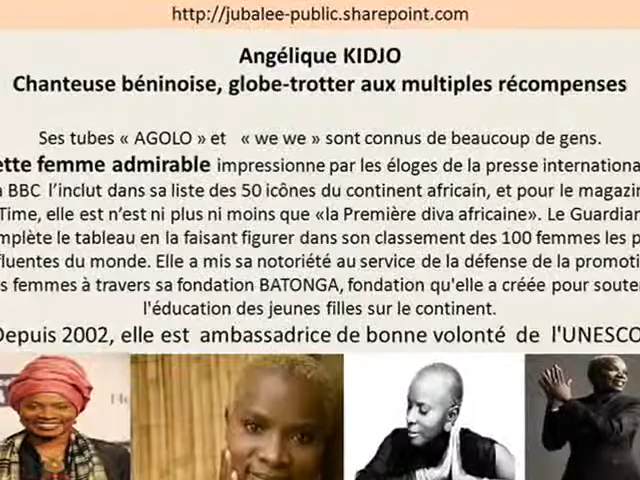 http://jubalee-public.sharepoint.com
Angélique KIDJO
Chanteuse béninoise, globe-trotter aux multiples récompenses
Ses tubes « AGOLO » et « we we » sont connus de beaucoup de gens.
ette femme admirable impressionne par les éloges de la presse internationa
a BBC l'inclut dans sa liste des 50 icônes du continent africain, et pour le magazin
Time, elle est n'est ni plus ni moins que «la Première diva africaine». Le Guardian
mplète le tableau en la faisant figurer dans son classement des 100 femmes les p
fluentes du monde. Elle a mis sa notoriété au service de la défense de la promoti
s femmes à travers sa fondation BATONGA, fondation qu'elle a créée pour souter
l'éducation des jeunes filles sur le continent.
Depuis 2002, elle est ambassadrice de bonne volonté de l'UNESCO